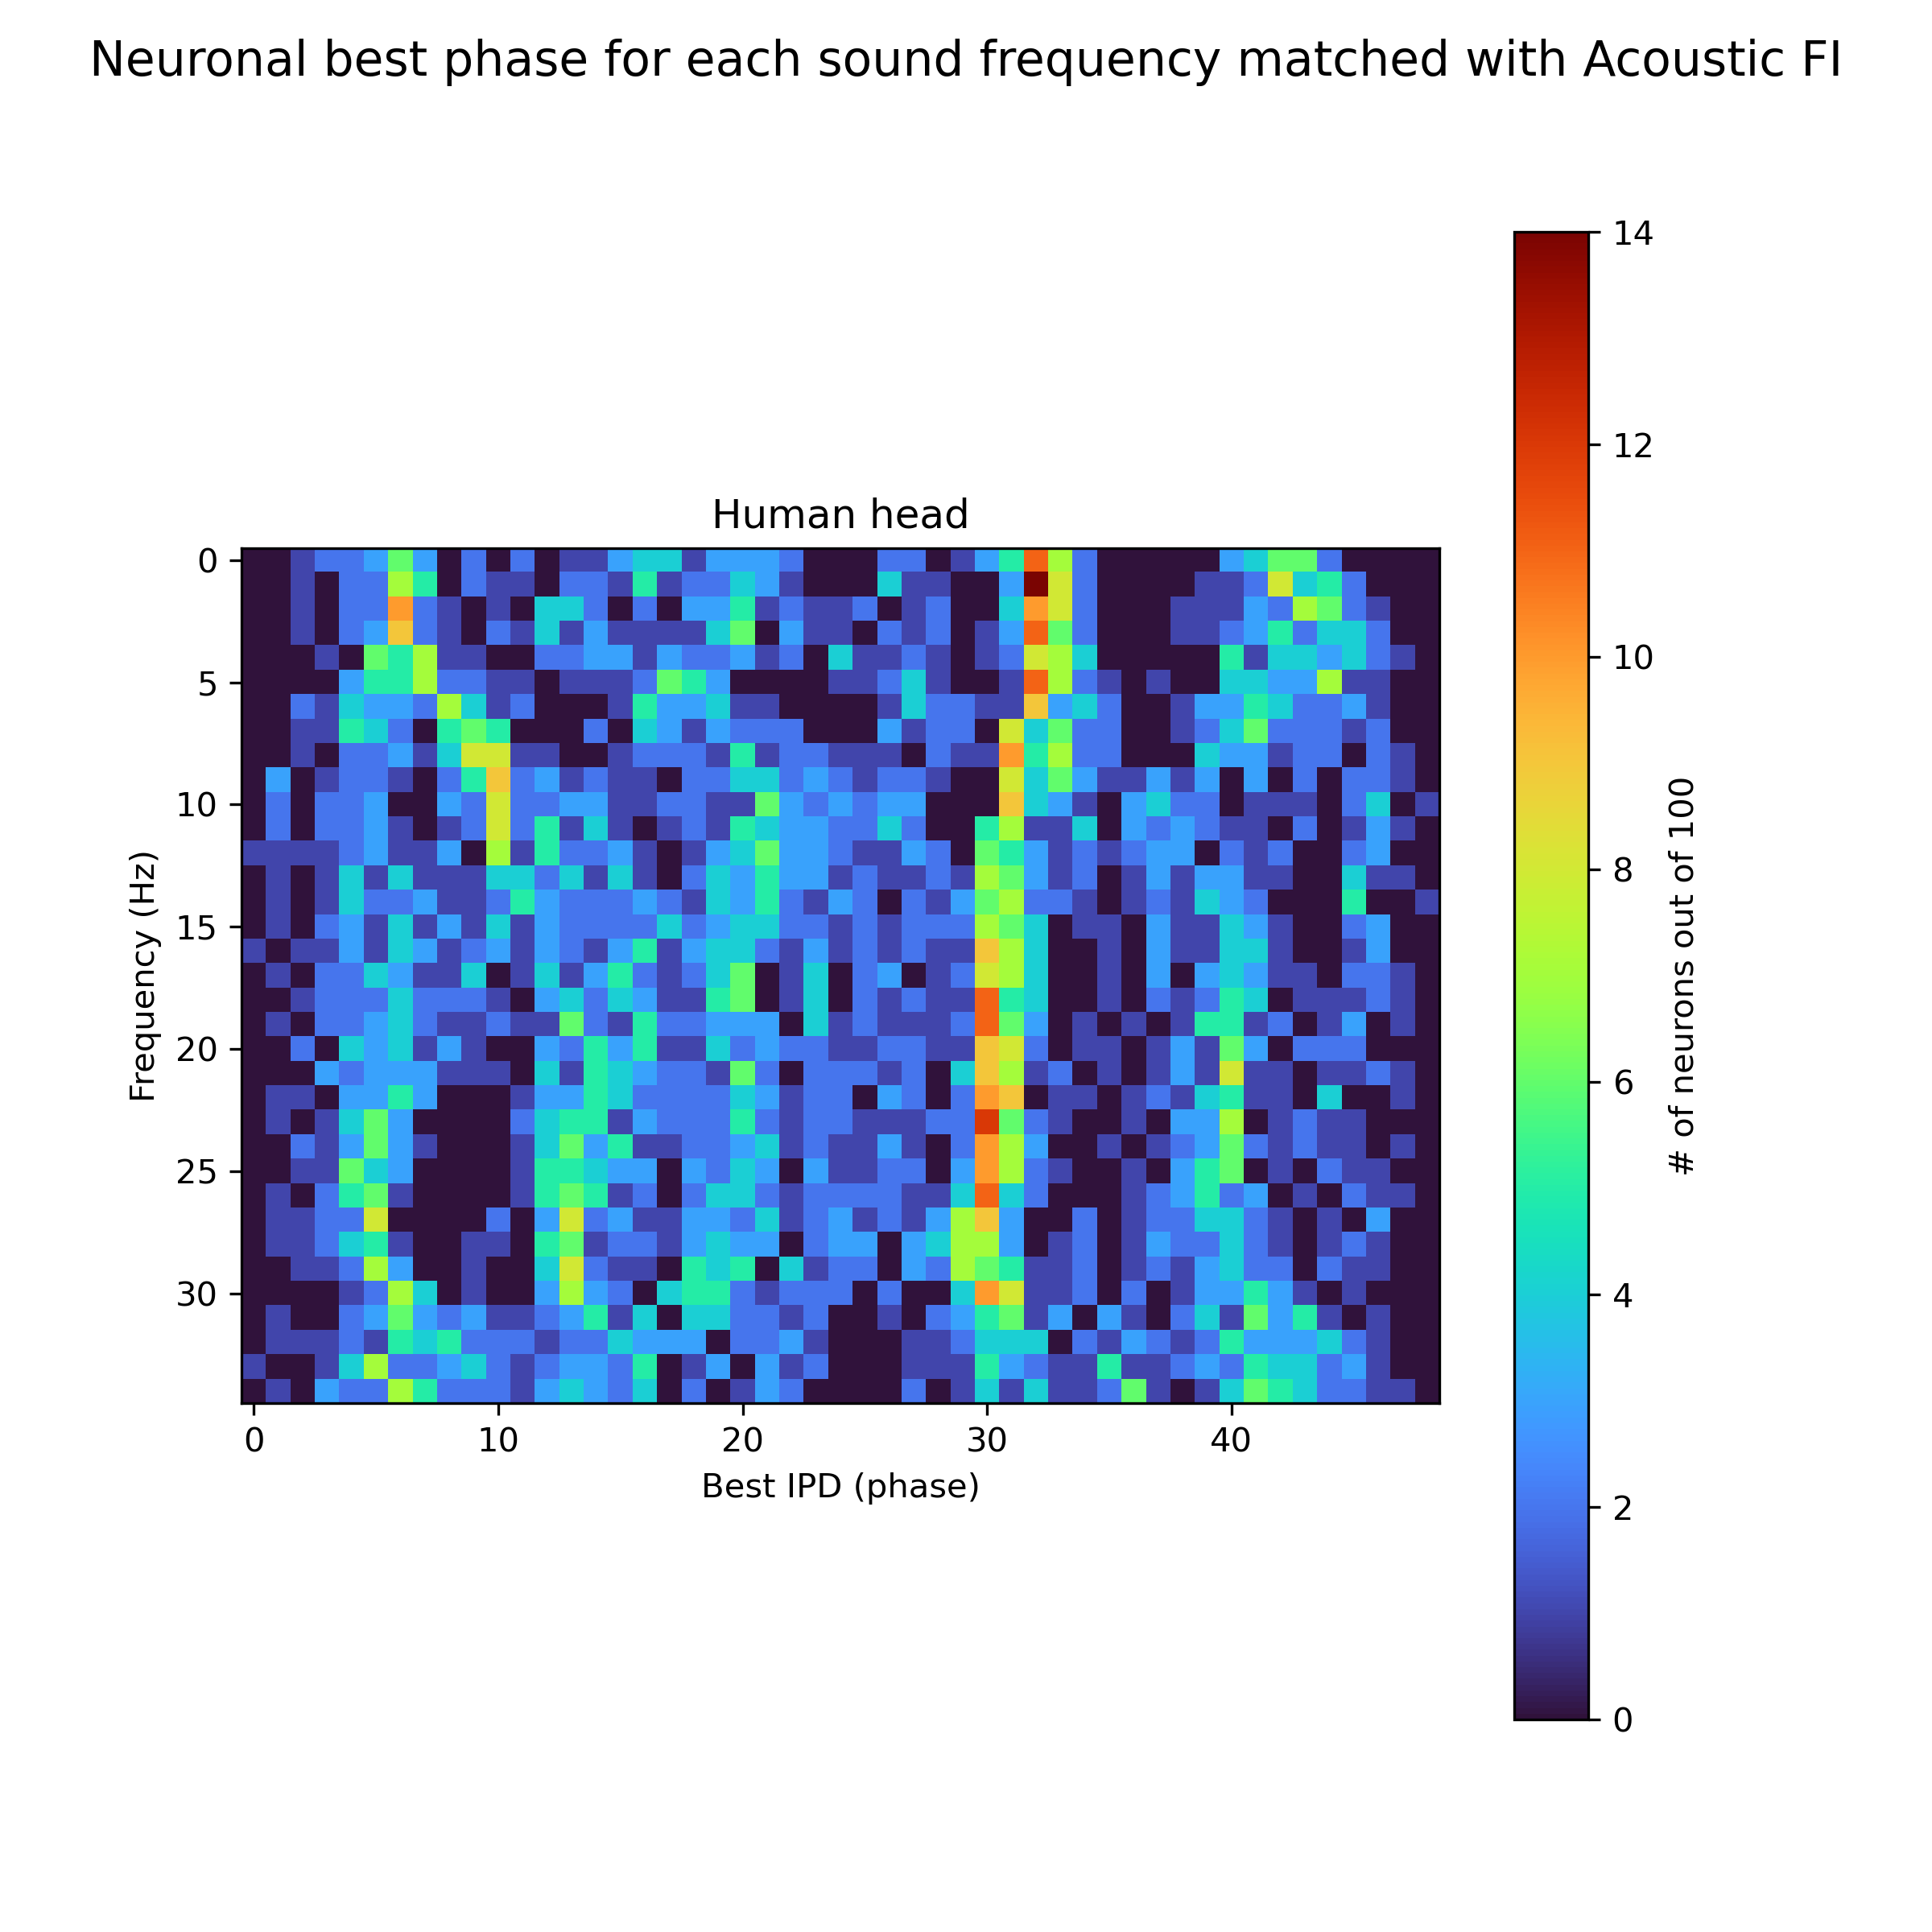 Neuronal best phase for each sound frequency matched with Acoustic FI
Human head
0
5
10
15
20
25
30
Frequency (Hz)
0 10 20 30 40
Best IPD (phase)
14
12
10
8
6
4
2
0
# of neurons out of 100